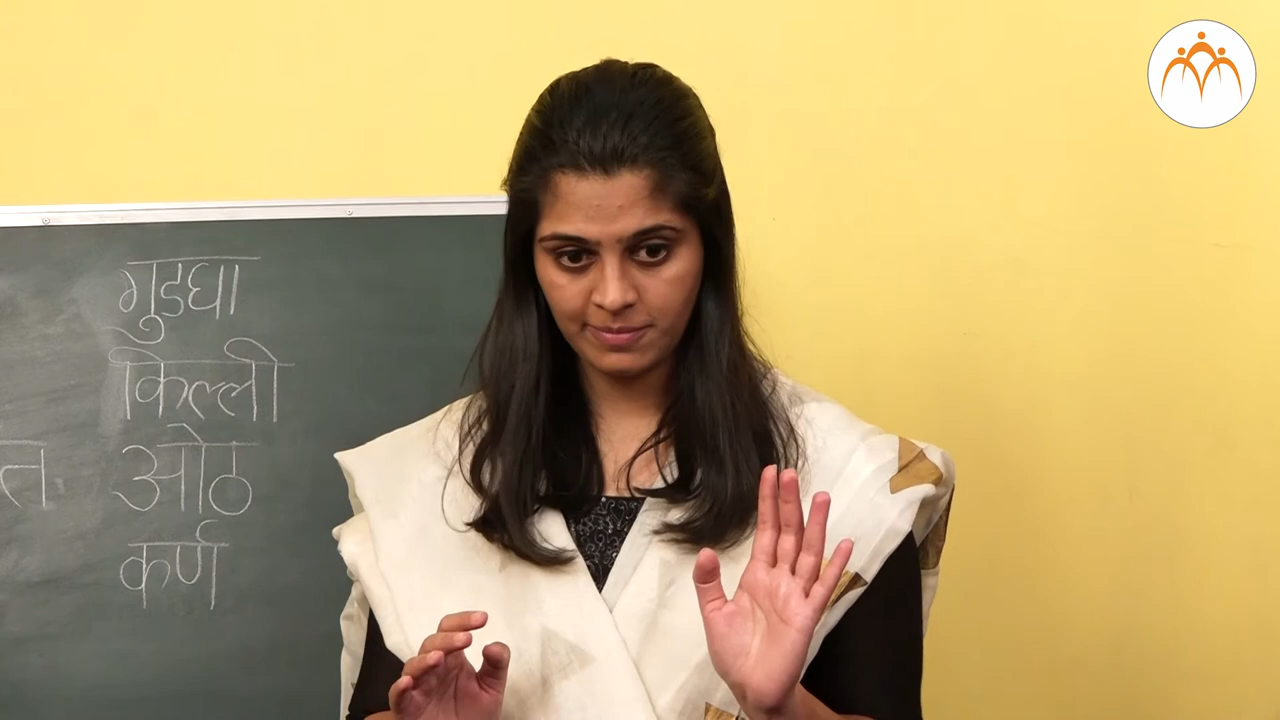 गुडघा
किल्ली
त ओठ
कर्ण